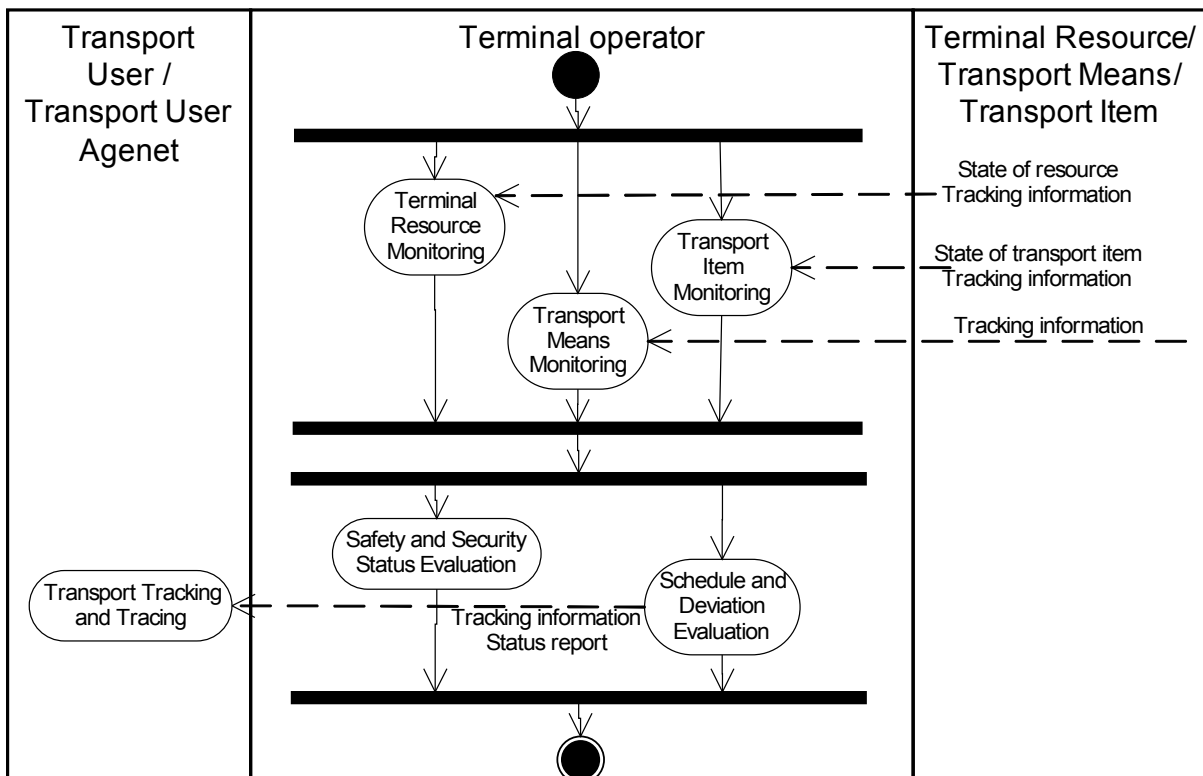 Transport
User /
Transport User
Agenet
Terminal operator
Terminal Resource/
Transport Means/
Transport Item
State of resource
Tracking information
Terminal
Resource
Monitoring
Transport
Item
Monitoring
State of transport item
Tracking information
Transport
Means
Monitoring
Tracking information
Safety and Security
Status Evaluation
Transport Tracking
and Tracing
Tracking information
Status report
Schedule and
Deviation
Evaluation